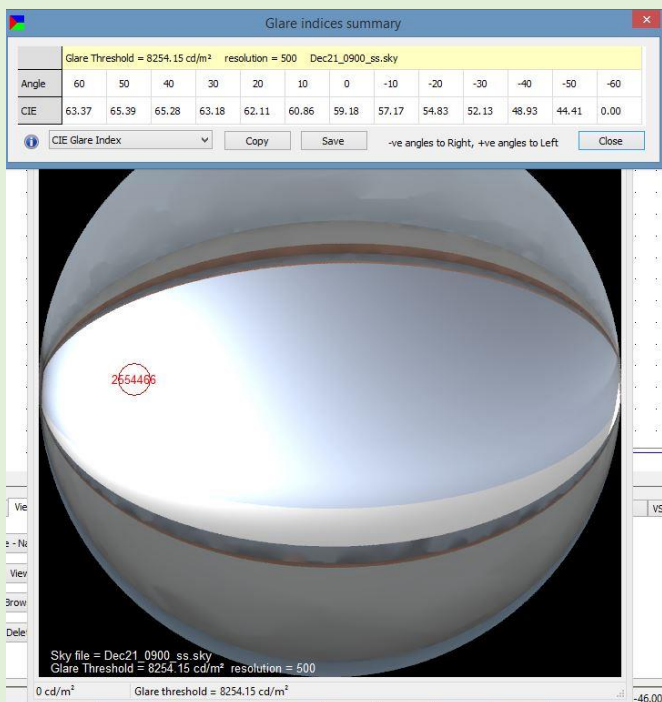 Glare indices summary
Glare Threshold = 8254.15 cd/m² resolution = 500 Dec21_0900_ss.sky
Angle 60 50 40 30 20 10 0 -10 -20 -30 -40 -50 -60
CIE 63.37 65.39 65.28 63.18 62.11 60.86 59.18 57.17 54.83 52.13 48.93 44.41 0.00
CIE Glare Index Copy Save -ve angles to Right, +ve angles to Left Close
2554466
Vie
VS
e - Na
View
Brow
Dele
Sky file = Dec21_0900_ss.sky
Glare Threshold = 8254.15 cd/m² resolution = 500
0 cd/m² Glare threshold = 8254.15 cd/m²
-46.00